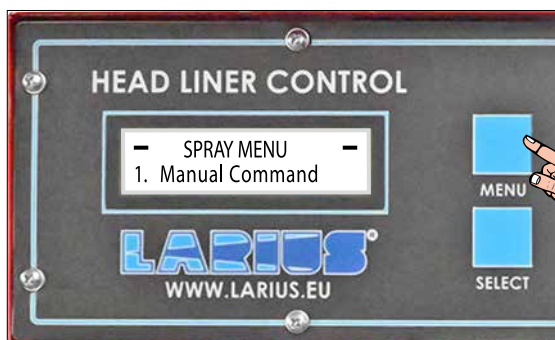 HEAD LINER CONTROL
- SPRAY MENU -
1. Manual Command
MENU
LARIUS®
WWW.LARIUS.EU
SELECT